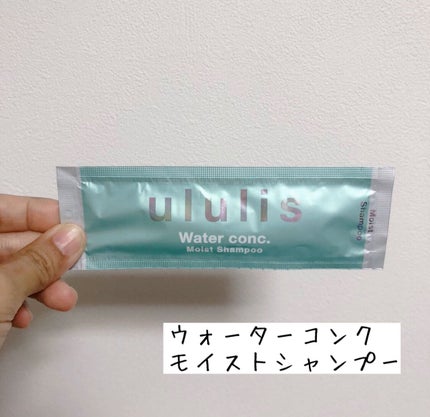 ululis
Water conc.
Moist Shampoo
Moist
Shampoo
ウォーターコンク
モイストシャンプー